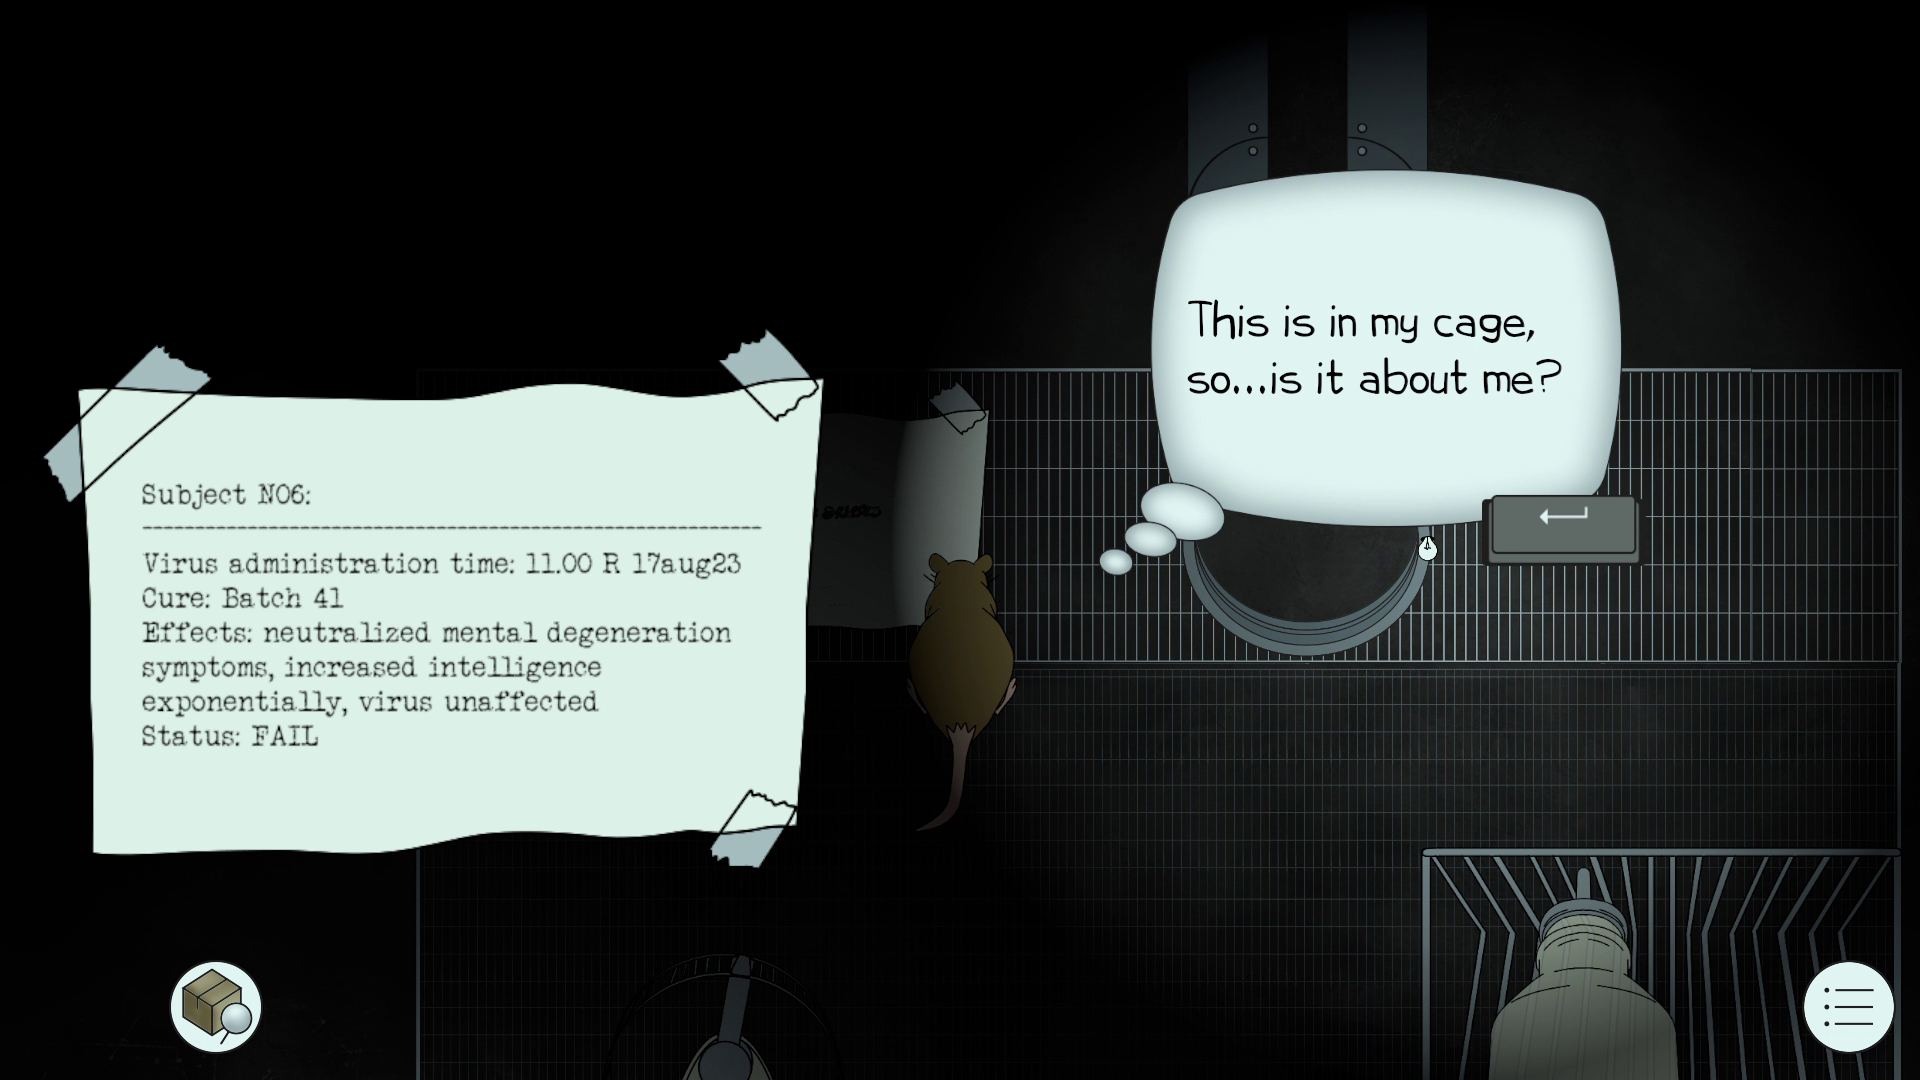 Subject NO6:
Virus administration time: 11.00 R 17aug23
Cure: Batch 41
Effects: neutralized mental degeneration
symptoms, increased intelligence
exponentially, virus unaffected
Status: FAIL
This is in my cage,
so...is it about me?